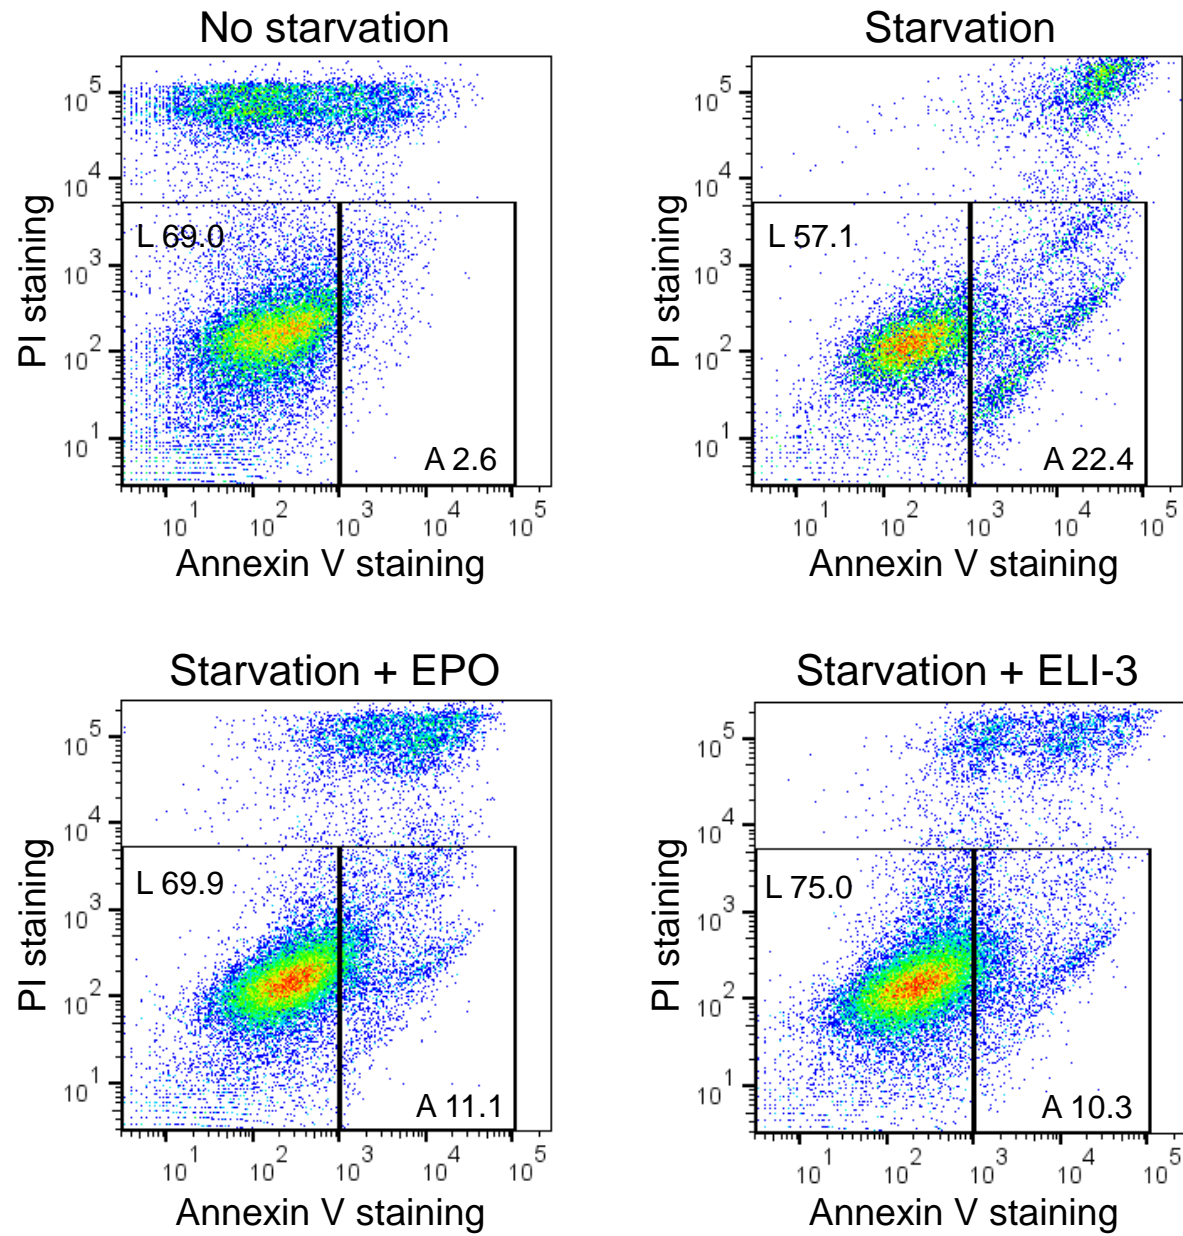 No starvation
PI staining
10^5
10^4
10^3
10^2
10^1
L 69.0
A 2.6
10^1 10^2 10^3 10^4 10^5
Annexin V staining
Starvation
PI staining
10^5
10^4
10^3
10^2
10^1
L 57.1
A 22.4
10^1 10^2 10^3 10^4 10^5
Annexin V staining
Starvation + EPO
PI staining
10^5
10^4
10^3
10^2
10^1
L 69.9
A 11.1
10^1 10^2 10^3 10^4 10^5
Annexin V staining
Starvation + ELI-3
PI staining
10^5
10^4
10^3
10^2
10^1
L 75.0
A 10.3
10^1 10^2 10^3 10^4 10^5
Annexin V staining